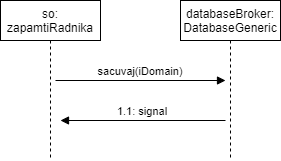 so:
zapamtiRadnika
databaseBroker:
DatabaseGeneric
sacuvaj(iDomain)
1.1: signal